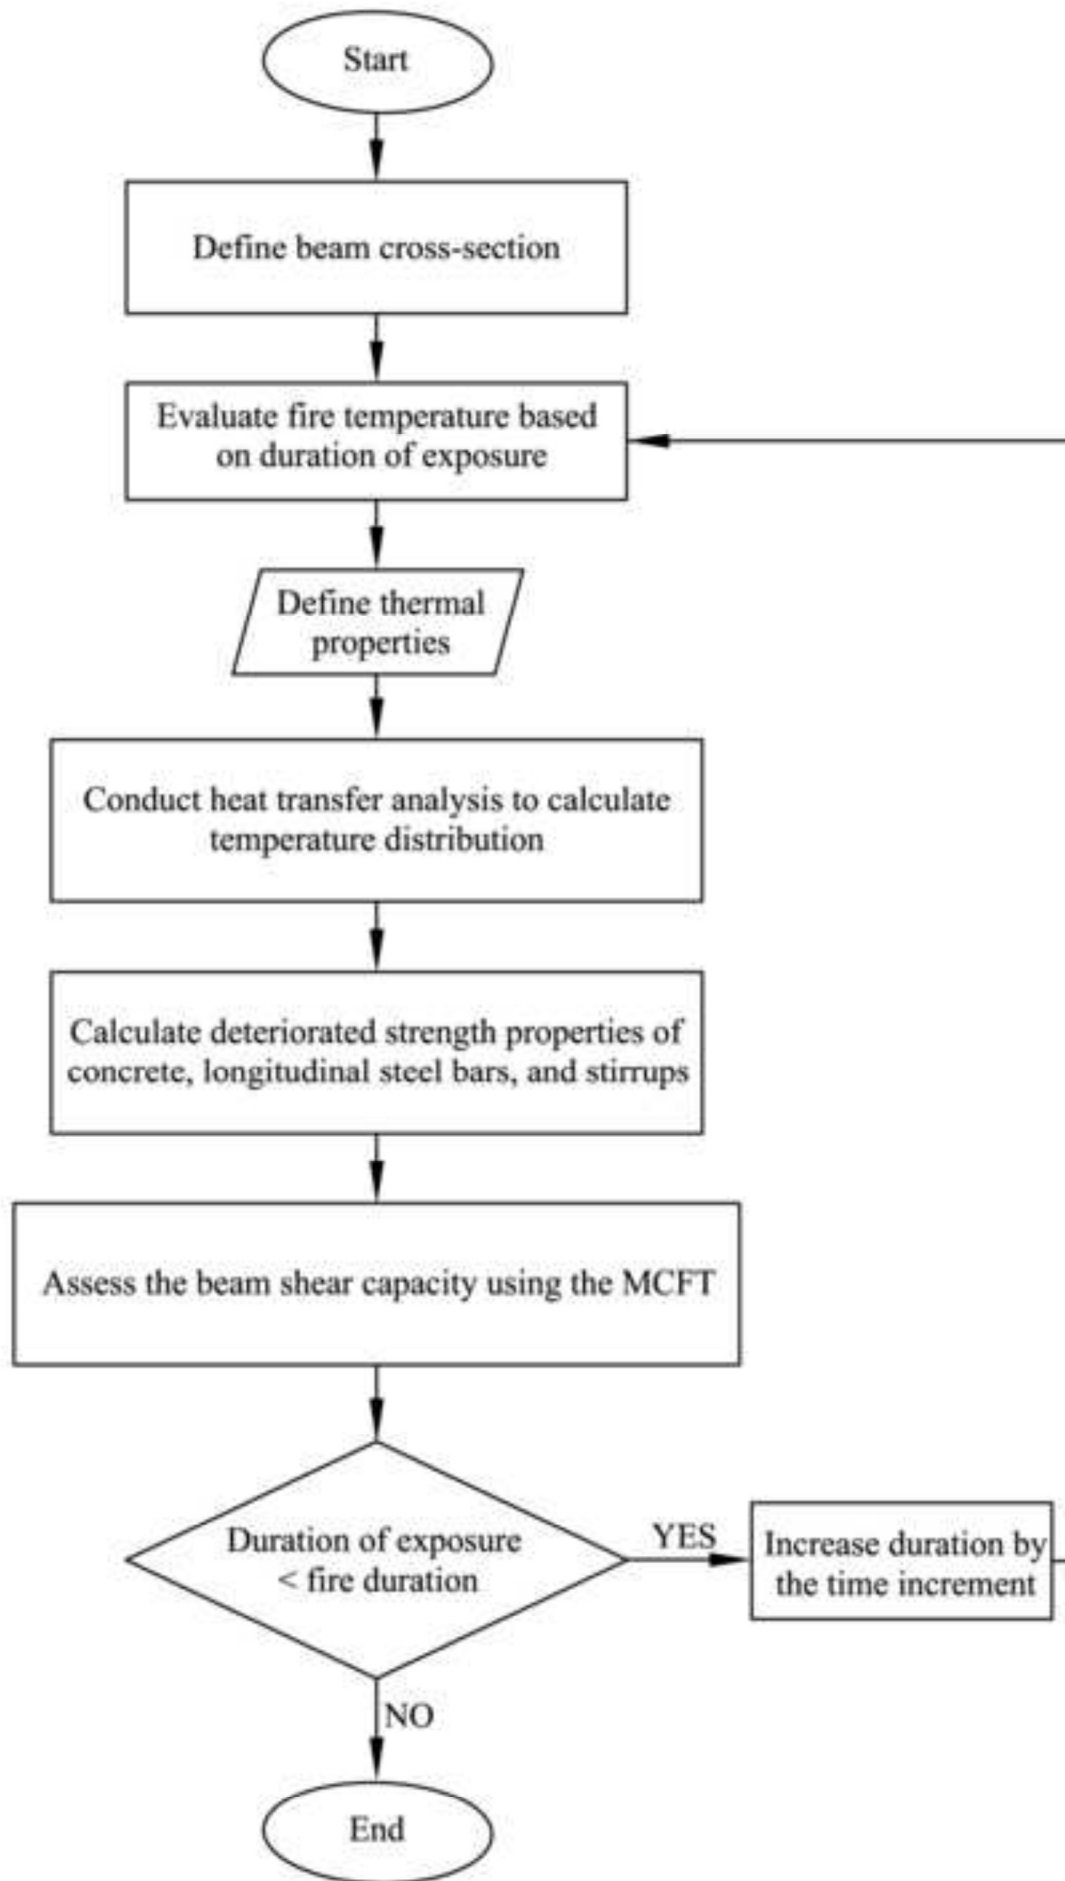 Start
Define beam cross-section
Evaluate fire temperature based
on duration of exposure
Define thermal
properties
Conduct heat transfer analysis to calculate
temperature distribution
Calculate deteriorated strength properties of
concrete, longitudinal steel bars, and stirrups
Assess the beam shear capacity using the MCFT
Duration of exposure
< fire duration
YES
Increase duration by
the time increment
NO
End